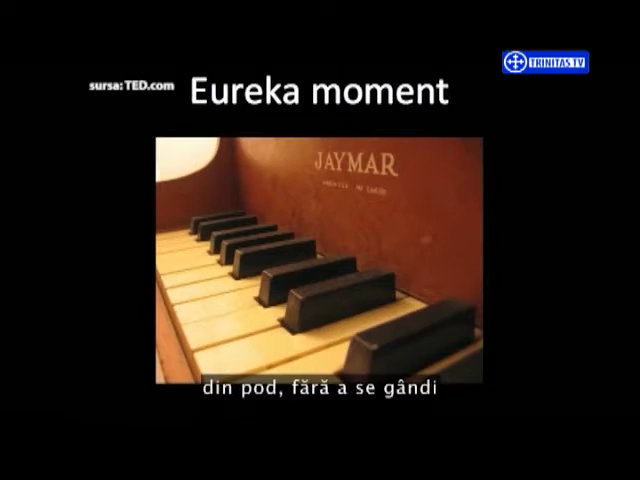 sursa: TED.com
Eureka moment
TRINITAS TV
JAYMAR
din pod, fără a se gândi